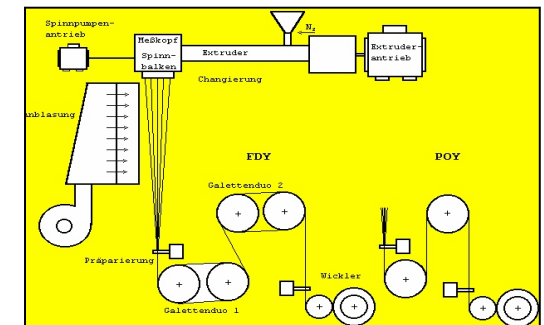 Spinnpumpen-
antrieb
Meßkopf
Spinn-
balken
Extruder
N₂
Extruder-
antrieb
Changierung
nblasung
FDY
POY
Galettenduo 2
Präparierung
Wickler
Galettenduo 1